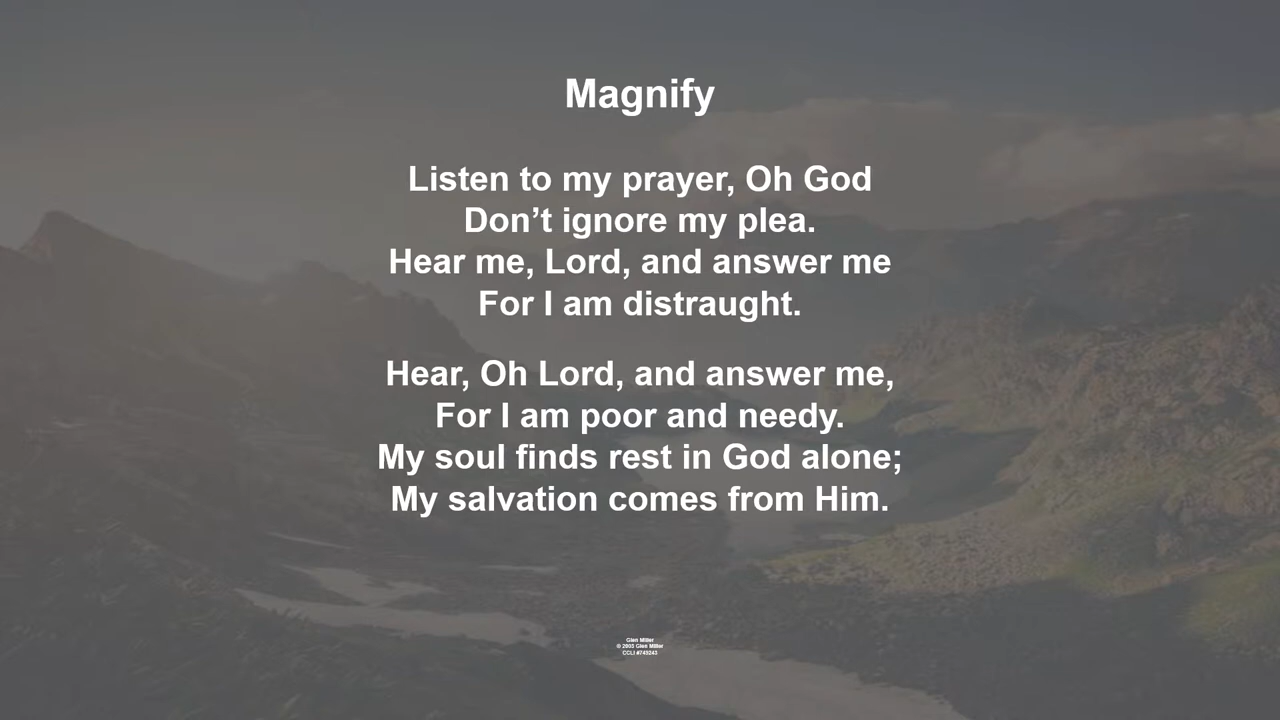 Magnify
Listen to my prayer, Oh God
Don’t ignore my plea.
Hear me, Lord, and answer me
For I am distraught.
Hear, Oh Lord, and answer me,
For I am poor and needy.
My soul finds rest in God alone;
My salvation comes from Him.
Glen Miller
© 2003 Glen Miller
CCLI #745243